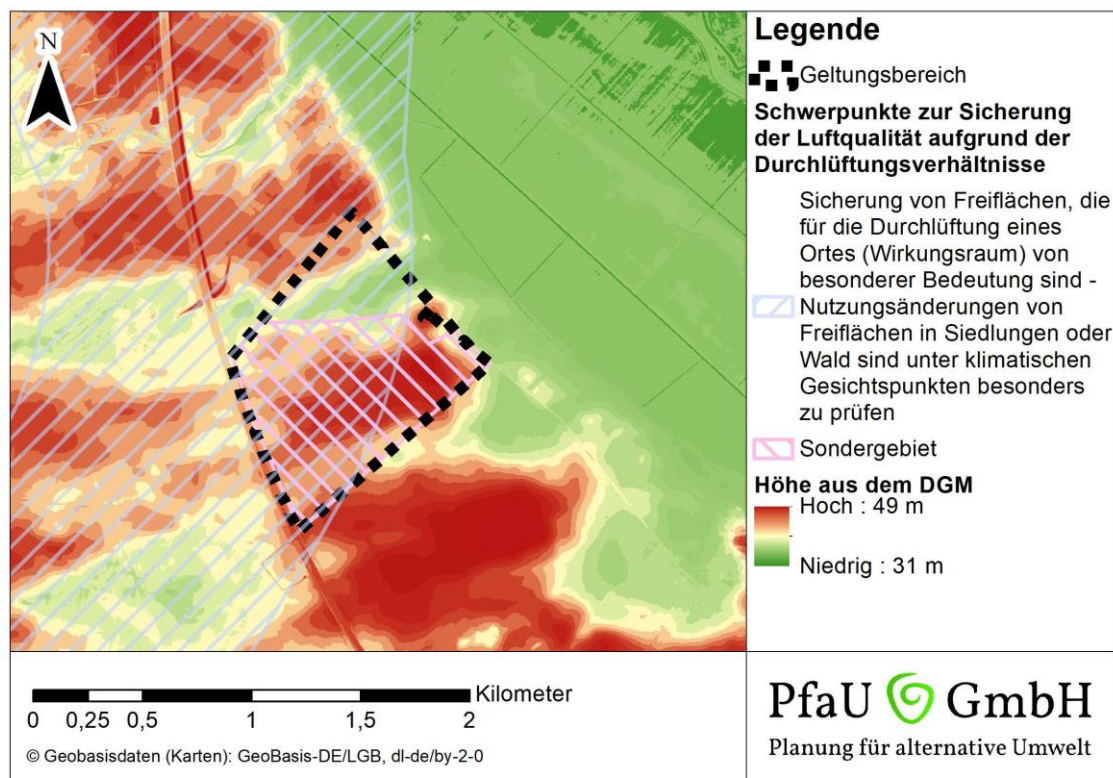 N
Legende
Geltungsbereich
Schwerpunkte zur Sicherung
der Luftqualität aufgrund der
Durchlüftungsverhältnisse
Sicherung von Freiflächen, die
für die Durchlüftung eines
Ortes (Wirkungsraum) von
besonderer Bedeutung sind -
Nutzungsänderungen von
Freiflächen in Siedlungen oder
Wald sind unter klimatischen
Gesichtspunkten besonders
zu prüfen
Sondergebiet
Höhe aus dem DGM
Hoch : 49 m
Niedrig : 31 m
Kilometer
0 0,25 0,5 1 1,5 2
© Geobasisdaten (Karten): GeoBasis-DE/LGB, dl-de/by-2-0
PfaU GmbH
Planung für alternative Umwelt